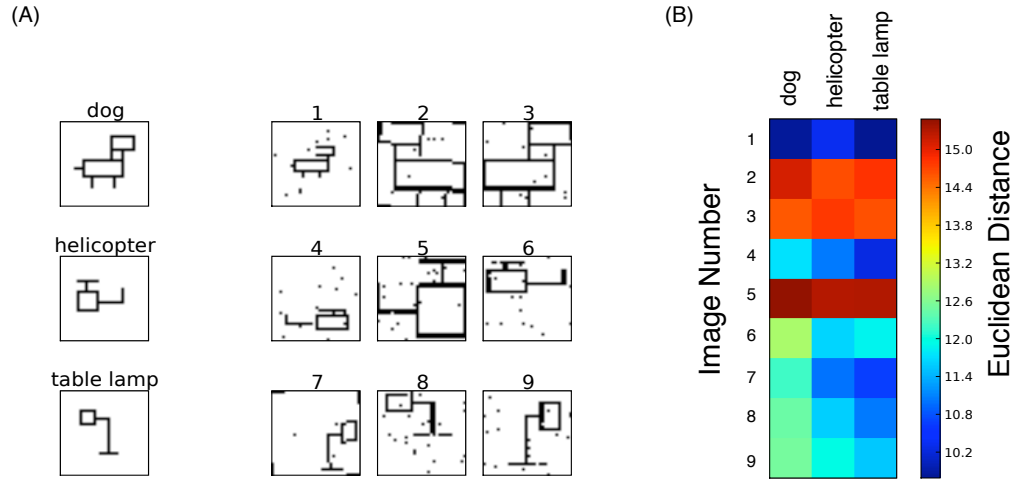 (A)
dog
1 2 3
helicopter
4 5 6
table lamp
7 8 9
(B)
dog
helicopter
table lamp
Image Number
1
2
3
4
5
6
7
8
9
15.0
14.4
13.8
13.2
12.6
12.0
11.4
10.8
10.2
Euclidean Distance